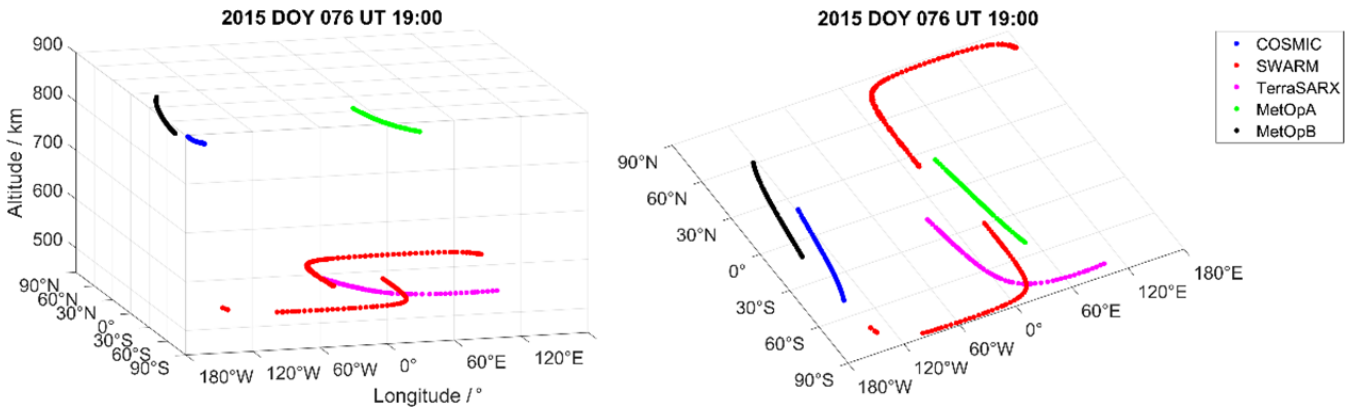 2015 DOY 076 UT 19:00
900
800
700
600
500
Altitude / km
90°N
60°N
30°N
0°
30°S
60°S
90°S
180°W
120°W
60°W
0°
60°E
120°E
Longitude / °
2015 DOY 076 UT 19:00
90°N
60°N
30°N
0°
30°S
60°S
90°S
180°W
120°W
60°W
0°
60°E
120°E
180°E
COSMIC
SWARM
TerraSARX
MetOpA
MetOpB